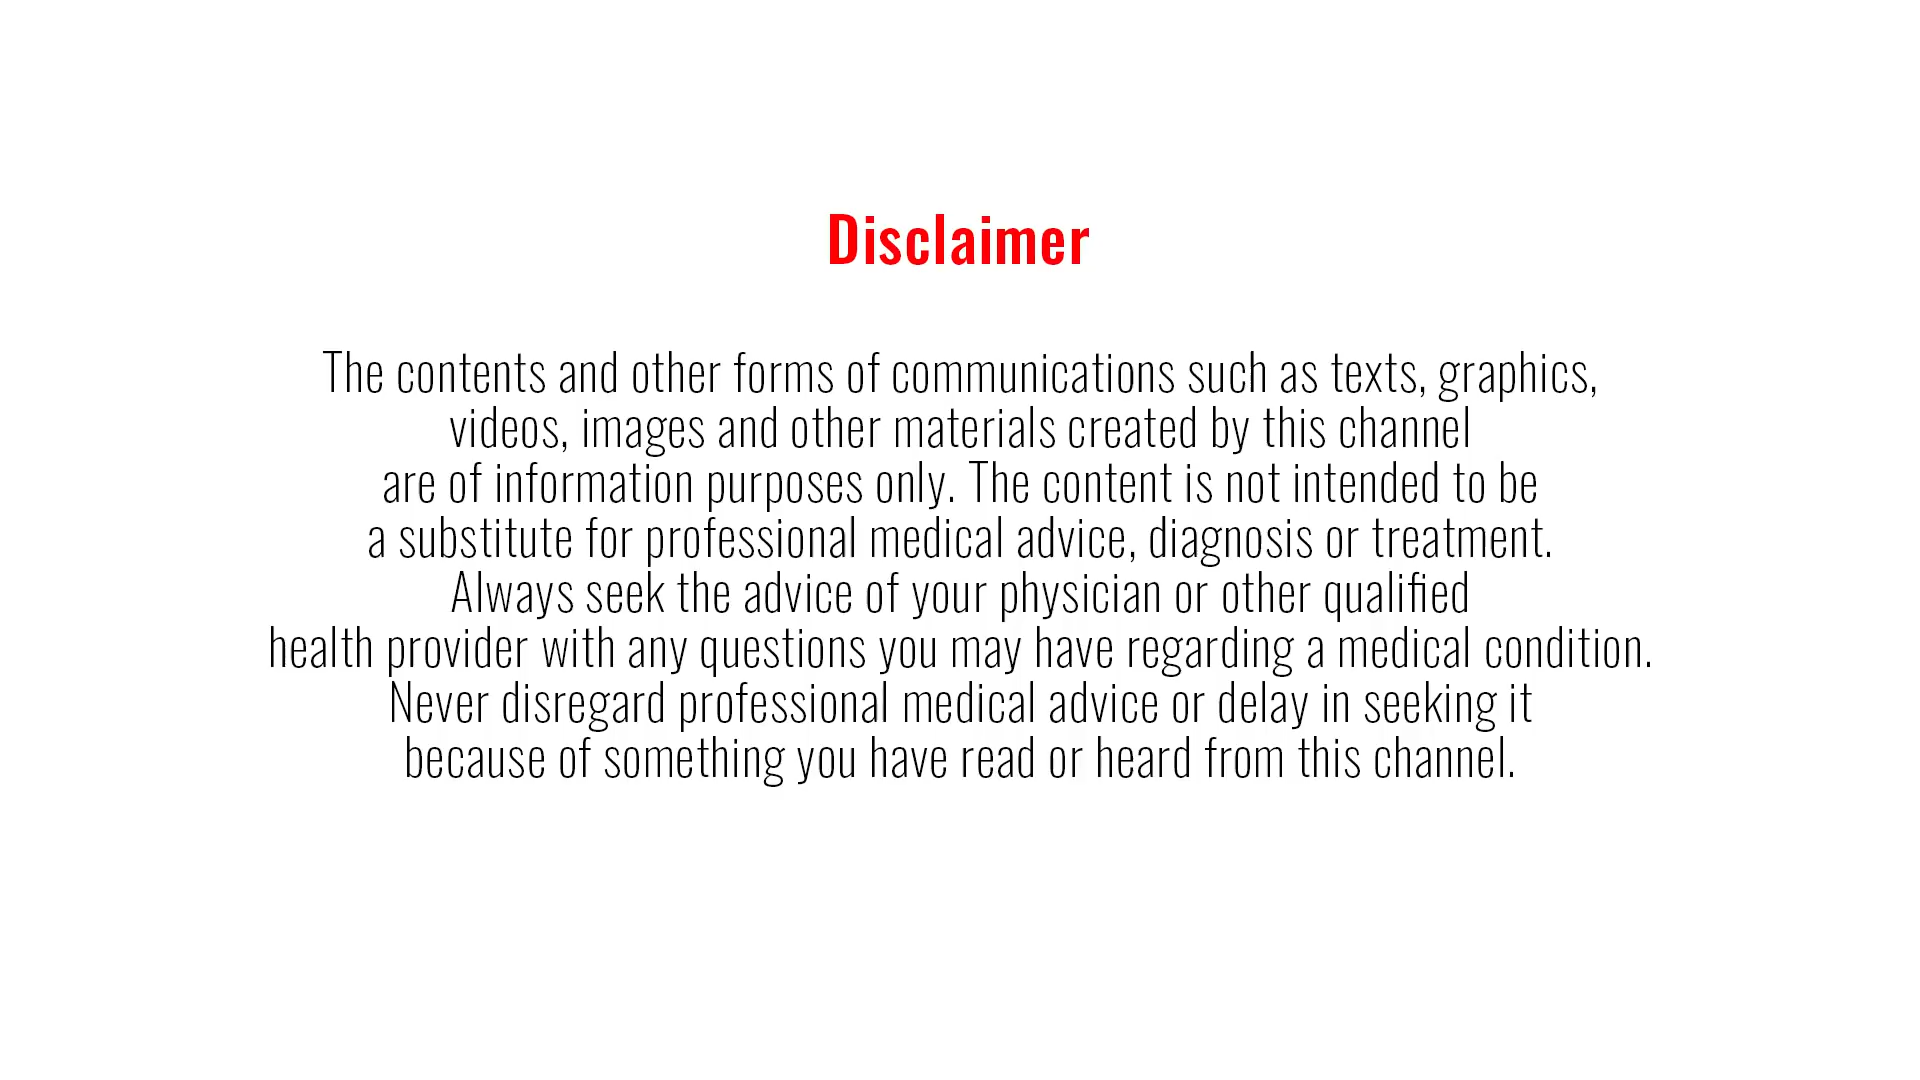 Disclaimer
The contents and other forms of communications such as texts, graphics,
videos, images and other materials created by this channel
are of information purposes only. The content is not intended to be
a substitute for professional medical advice, diagnosis or treatment.
Always seek the advice of your physician or other qualified
health provider with any questions you may have regarding a medical condition.
Never disregard professional medical advice or delay in seeking it
because of something you have read or heard from this channel.